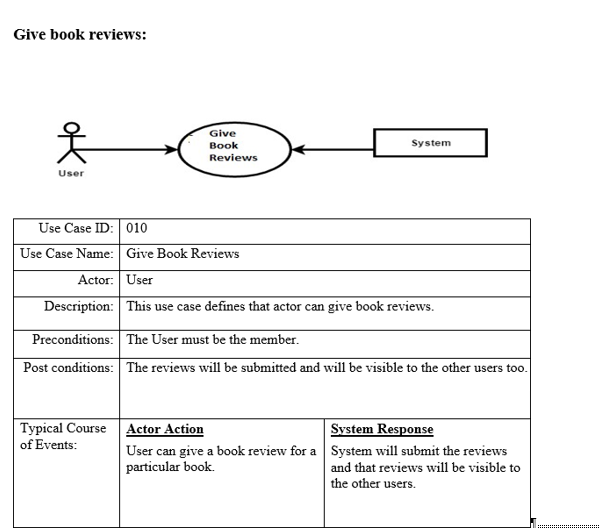 Give book reviews:
Give
Book
Reviews
System
User
Use Case ID: 010
Use Case Name: Give Book Reviews
Actor: User
Description: This use case defines that actor can give book reviews.
Preconditions: The User must be the member.
Post conditions: The reviews will be submitted and will be visible to the other users too.
Typical Course
of Events:
Actor Action
User can give a book review for a
particular book.
System Response
System will submit the reviews
and that reviews will be visible to
the other users.
¶